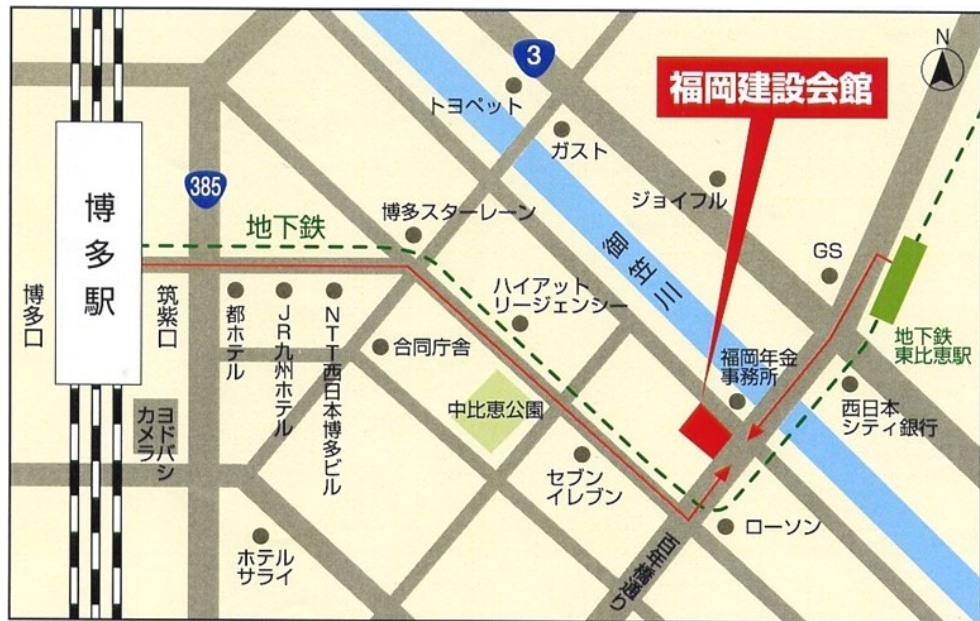 N
3
福岡建設会館
トヨペット
ガスト
385
ジョイフル
博多スターレーン
地下鉄
GS
御笠川
博多駅
博多口
筑紫口
ハイアット
リージェンシー
都ホテル
JR九州ホテル
NTT西日本博多ビル
合同庁舎
地下鉄
東比恵駅
福岡年金
事務所
中比恵公園
西日本
シティ銀行
ヨドバシ
カメラ
セブン
イレブン
ローソン
ホテル
サライ
百年橋通り